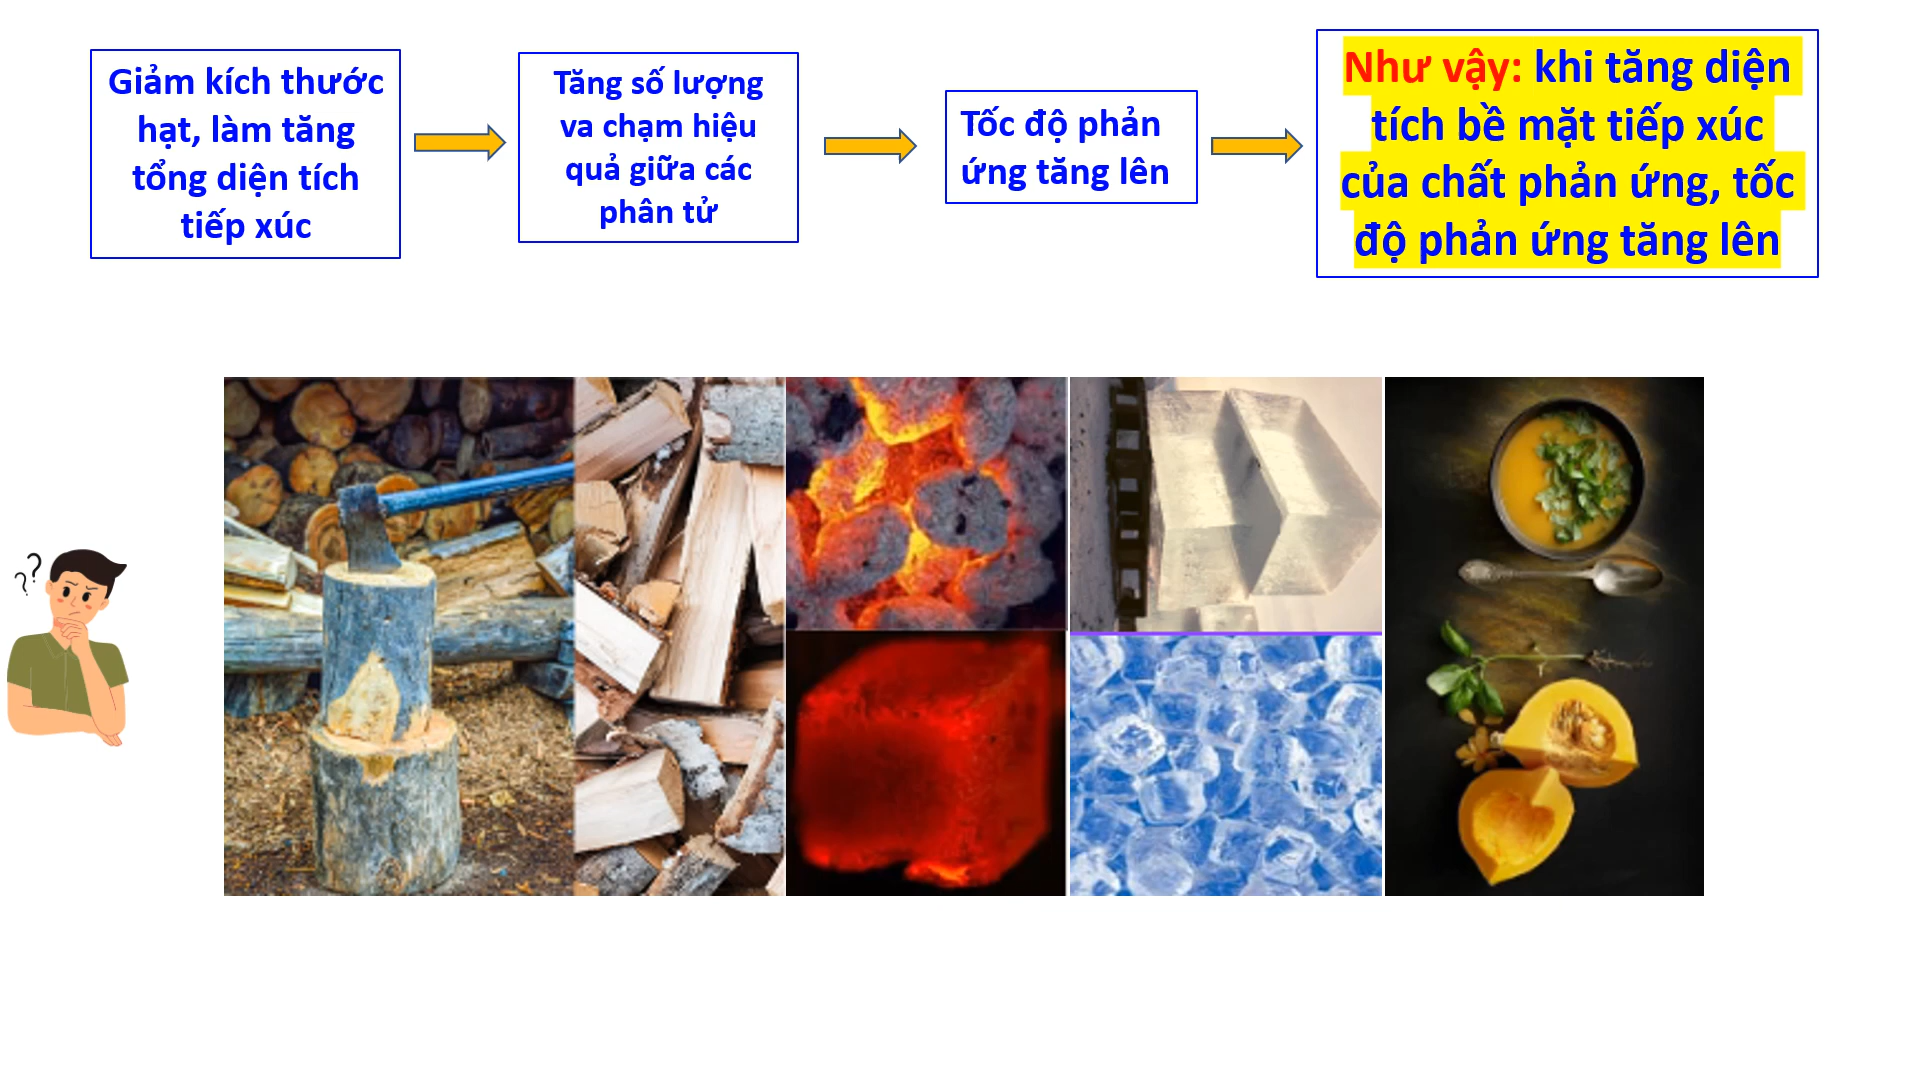 Giảm kích thước
hạt, làm tăng
tổng diện tích
tiếp xúc
Tăng số lượng
va chạm hiệu
quả giữa các
phân tử
Tốc độ phản
ứng tăng lên
Như vậy: khi tăng diện
tích bề mặt tiếp xúc
của chất phản ứng, tốc
độ phản ứng tăng lên
??